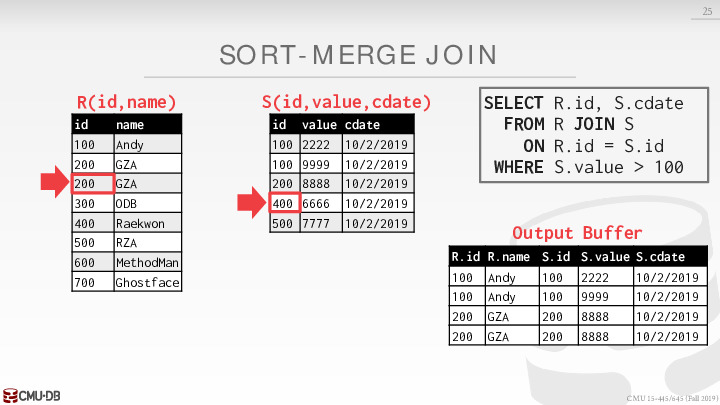 25
SORT-MERGE JOIN
R(id,name)
id name
100 Andy
200 GZA
200 GZA
300 ODB
400 Raekwon
500 RZA
600 MethodMan
700 Ghostface
S(id,value,cdate)
id value cdate
100 2222 10/2/2019
100 9999 10/2/2019
200 8888 10/2/2019
400 6666 10/2/2019
500 7777 10/2/2019
SELECT R.id, S.cdate
FROM R JOIN S
ON R.id = S.id
WHERE S.value > 100
Output Buffer
R.id R.name S.id S.value S.cdate
100 Andy 100 2222 10/2/2019
100 Andy 100 9999 10/2/2019
200 GZA 200 8888 10/2/2019
200 GZA 200 8888 10/2/2019
CMU·DB
CMU 15-445/645 (Fall 2019)